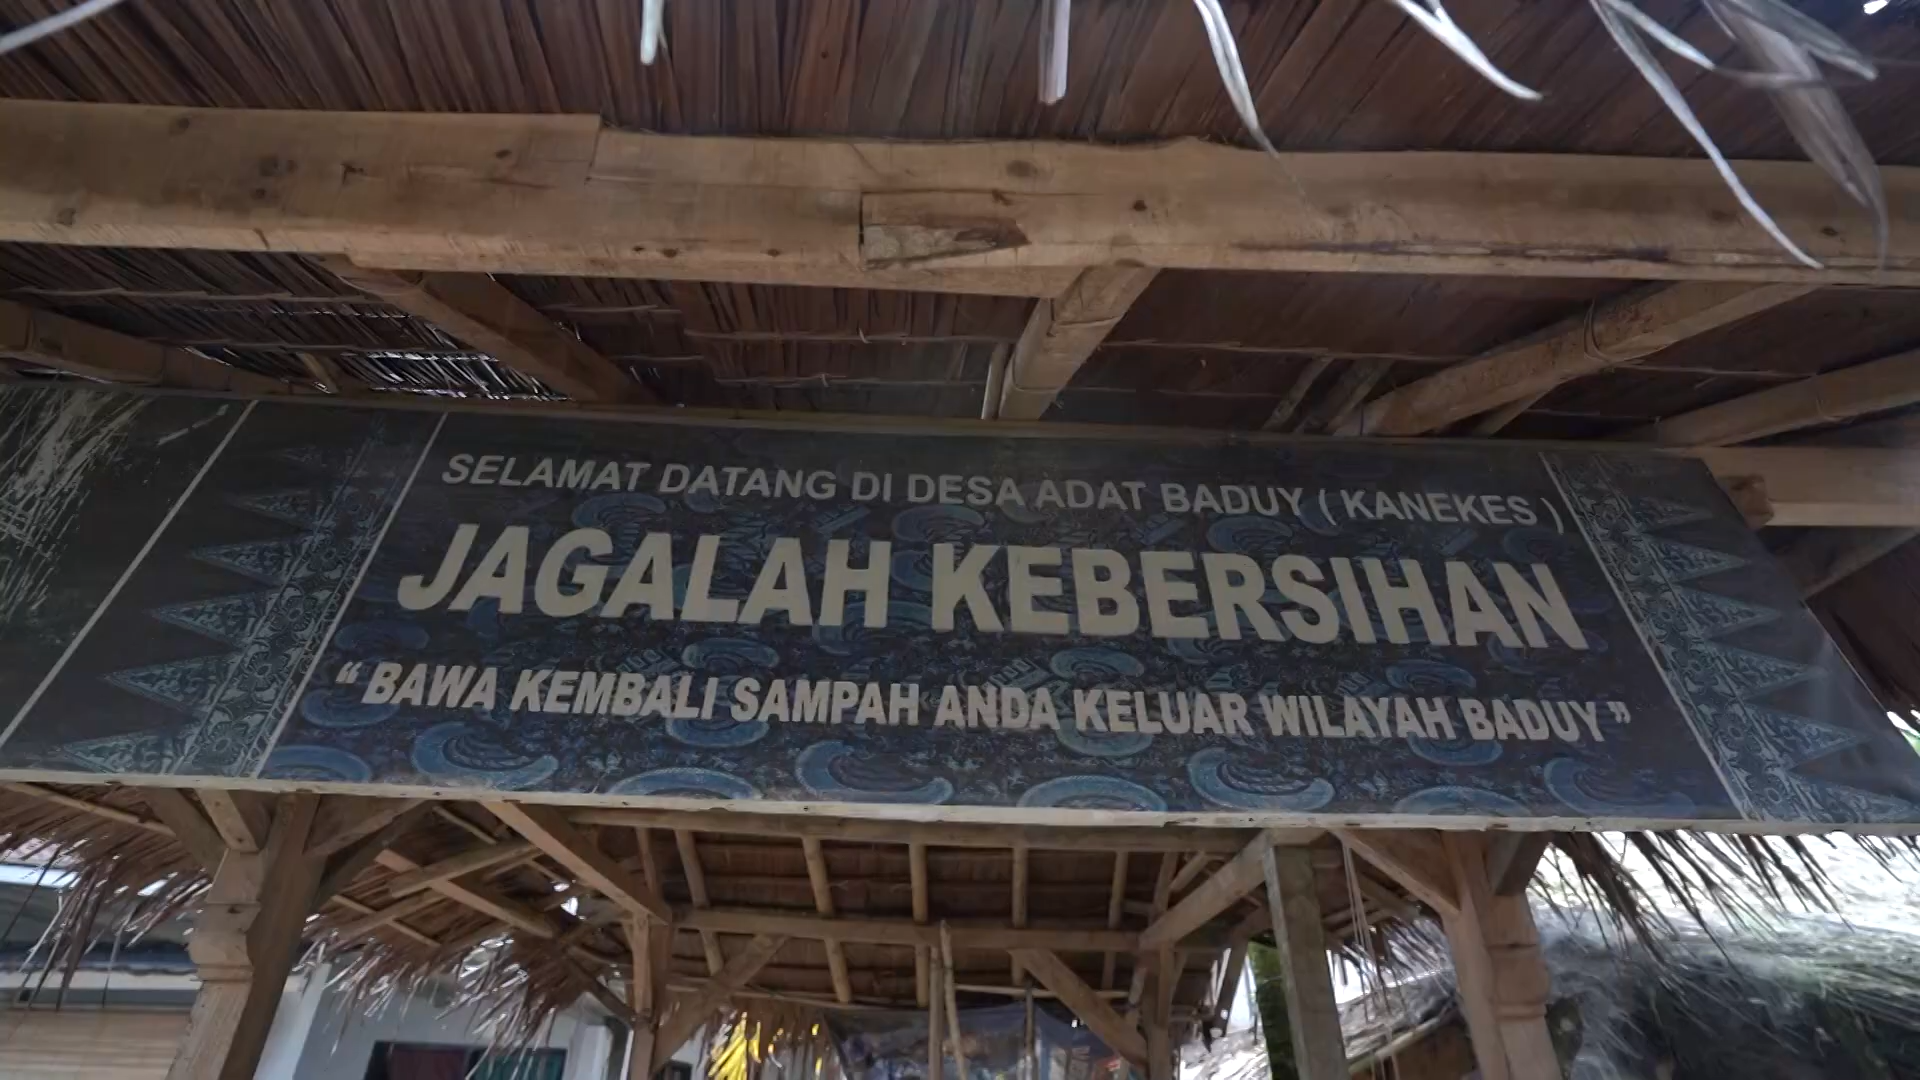 SELAMAT DATANG DI DESA ADAT BADUY ( KANEKES )
JAGALAH KEBERSIHAN
“ BAWA KEMBALI SAMPAH ANDA KELUAR WILAYAH BADUY ”